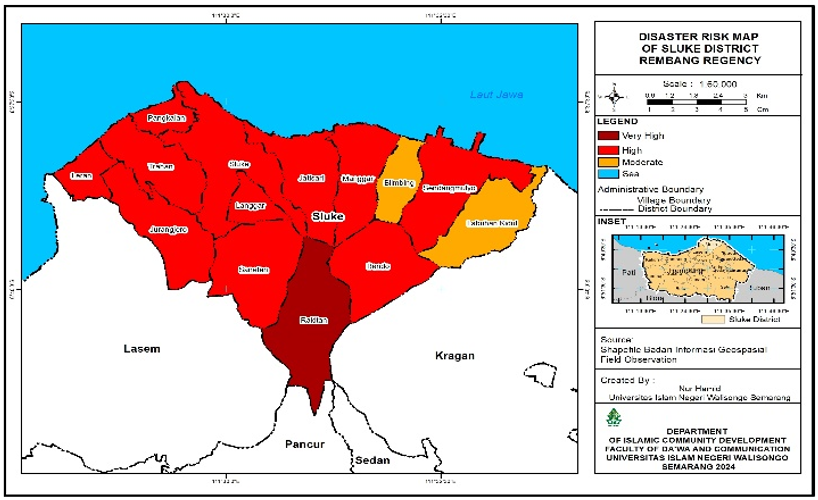 DISASTER RISK MAP
OF SLUKE DISTRICT
REMBANG REGENCY
Scale : 1:60.000
0.6 1.2 1.8 2.4 3 Km
1 2 3 4 5 Cm
LEGEND
Very High
High
Moderate
Sea
Administrative Boundary
Village Boundary
District Boundary
INSET
Pati
Tuban
Sluke District
Source:
Shapefile Badan Informasi Geospasial
Field Observation
Created By :
Nur Hamid
Universitas Islam Negeri Walisongo Semarang
DEPARTMENT
OF ISLAMIC COMMUNITY DEVELOPMENT
FACULTY OF DA'WA AND COMMUNICATION
UNIVERSITAS ISLAM NEGERI WALISONGO
SEMARANG 2024
Laut Jawa
Pangkalan
Trahan
Sluke
Leran
Jatisari
Manggar
Blimbing
Sendangmulyo
Langgar
Labuhan Kidul
Sluke
Jurangjero
Sanetan
Bendo
Rakitan
Lasem
Kragan
Pancur
Sedan